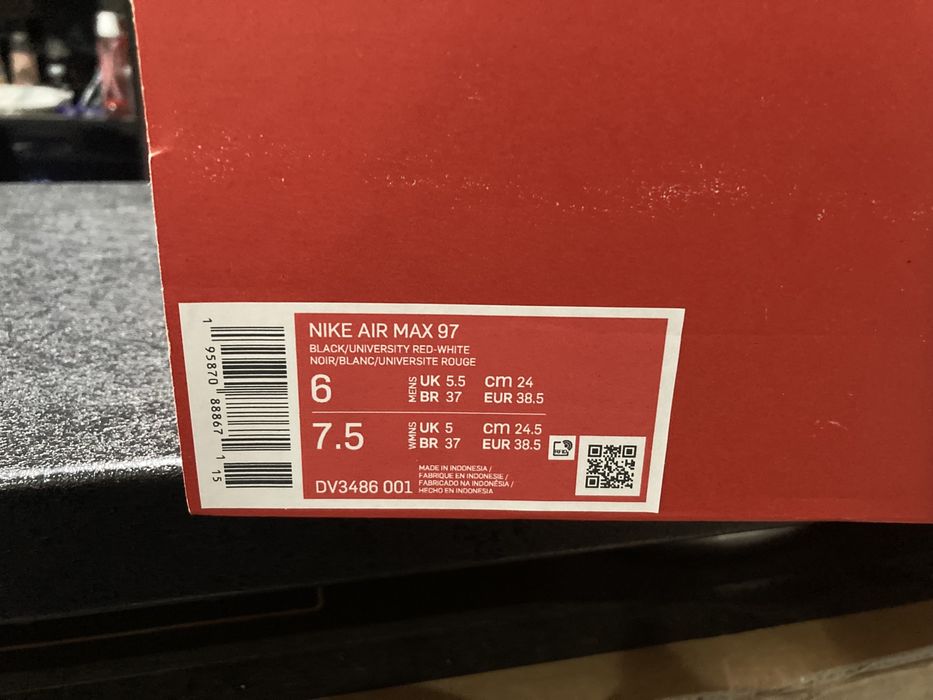 NIKE AIR MAX 97
BLACK/UNIVERSITY RED-WHITE
NOIR/BLANC/UNIVERSITE ROUGE
6 MENS UK 5.5 cm 24
BR 37 EUR 38.5
7.5 WMNS UK 5 cm 24.5
BR 37 EUR 38.5
DV3486 001
MADE IN INDONESIA /
FABRIQUE EN INDONESIE /
FABRICADO NA INDONÉSIA /
HECHO EN INDONESIA
1 95870 88867 1 15